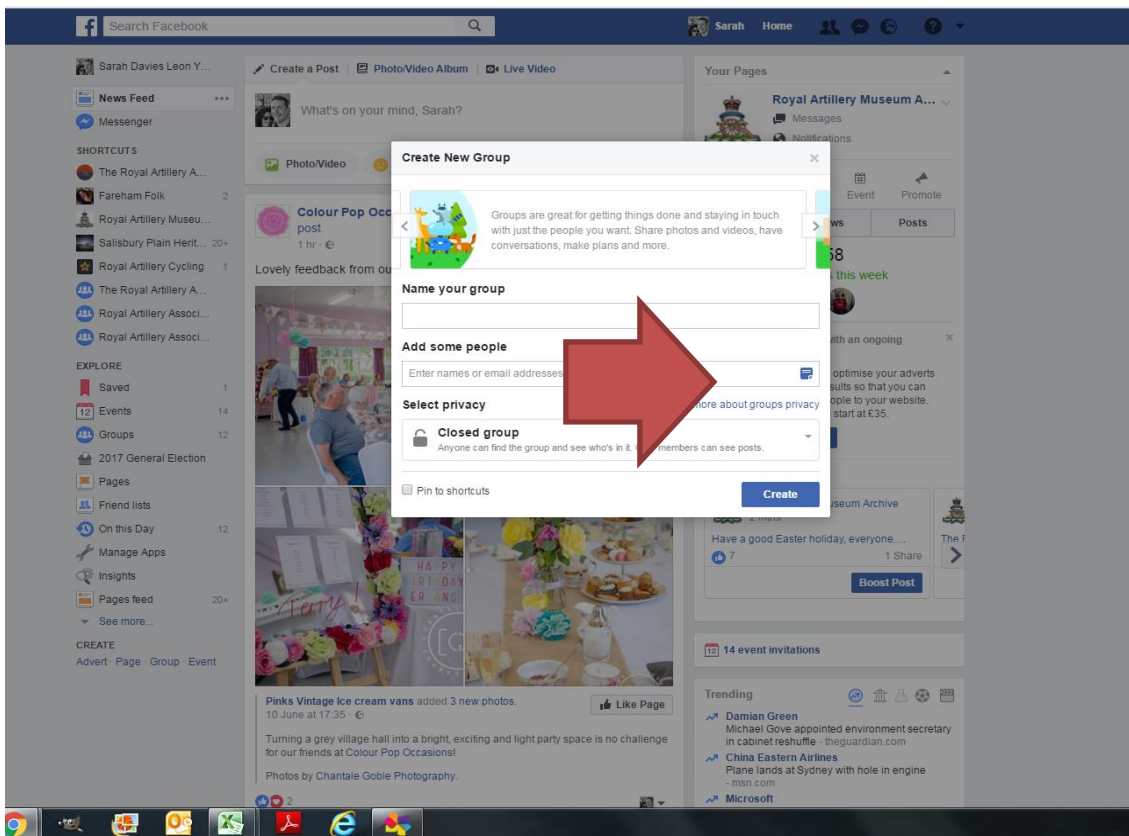 Search Facebook
Sarah Home
Sarah Davies Leon Y...
News Feed
Messenger
SHORTCUTS
The Royal Artillery A...
Fareham Folk 2
Royal Artillery Museu...
Salisbury Plain Herit... 20+
Royal Artillery Cycling 1
The Royal Artillery A...
Royal Artillery Associ...
Royal Artillery Associ...
EXPLORE
Saved 1
Events 14
Groups 12
2017 General Election
Pages
Friend lists
On this Day 12
Manage Apps
Insights
Pages feed 20+
See more...
CREATE
Advert · Page · Group · Event
Create a Post Photo/Video Album Live Video
What's on your mind, Sarah?
Photo/Video
Colour Pop Occ
post.
1 hr ·
Lovely feedback from ou
Create New Group
Groups are great for getting things done and staying in touch
with just the people you want. Share photos and videos, have
conversations, make plans and more.
Name your group
Add some people
Enter names or email addresses
Select privacy
more about groups privacy
Closed group
Anyone can find the group and see who's in it. members can see posts.
Pin to shortcuts
Create
HAPPY
Terry!
Pinks Vintage Ice cream vans added 3 new photos.
10 June at 17:35 ·
Like Page
Turning a grey village hall into a bright, exciting and light party space is no challenge
for our friends at Colour Pop Occasions!
Photos by Chantale Goble Photography.
2
Your Pages
Royal Artillery Museum A...
Messages
Notifications
Event Promote
Posts
58
this week
with an ongoing
optimise your adverts
so that you can
to your website.
start at £35.
useum Archive
2 mins
Have a good Easter holiday, everyone....
7 1 Share
Boost Post
12 14 event invitations
Trending
Damian Green
Michael Gove appointed environment secretary
in cabinet reshuffle - theguardian.com
China Eastern Airlines
Plane lands at Sydney with hole in engine
- msn.com
Microsoft